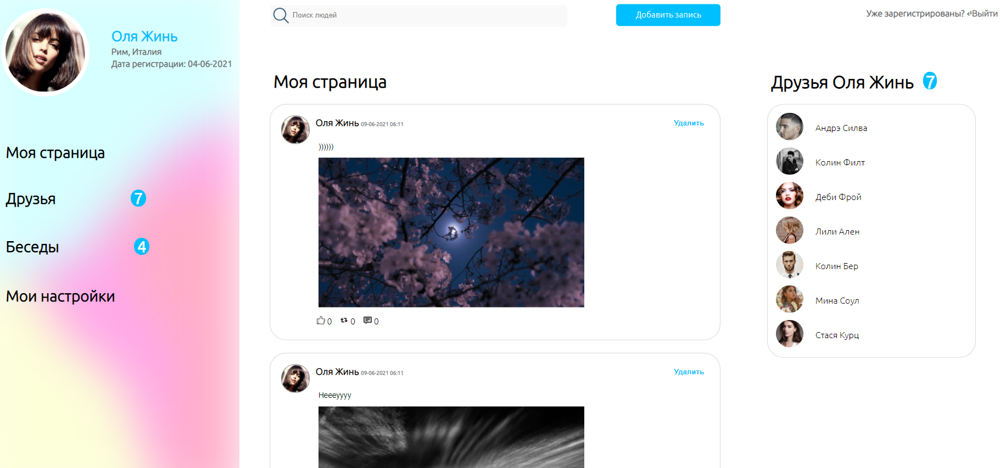 Оля Жинь
Рим, Италия
Дата регистрации: 04-06-2021
Моя страница
Друзья 7
Беседы 4
Мои настройки
Поиск людей
Добавить запись
Уже зарегистрированы? ↵Выйти
Моя страница
Оля Жинь 09-06-2021 06:11
Удалить
))))))
0 0 0
Оля Жинь 09-06-2021 06:11
Удалить
Heeeyyyy
Друзья Оля Жинь 7
Андрэ Силва
Колин Филт
Деби Фрой
Лили Ален
Колин Бер
Мина Соул
Стася Курц